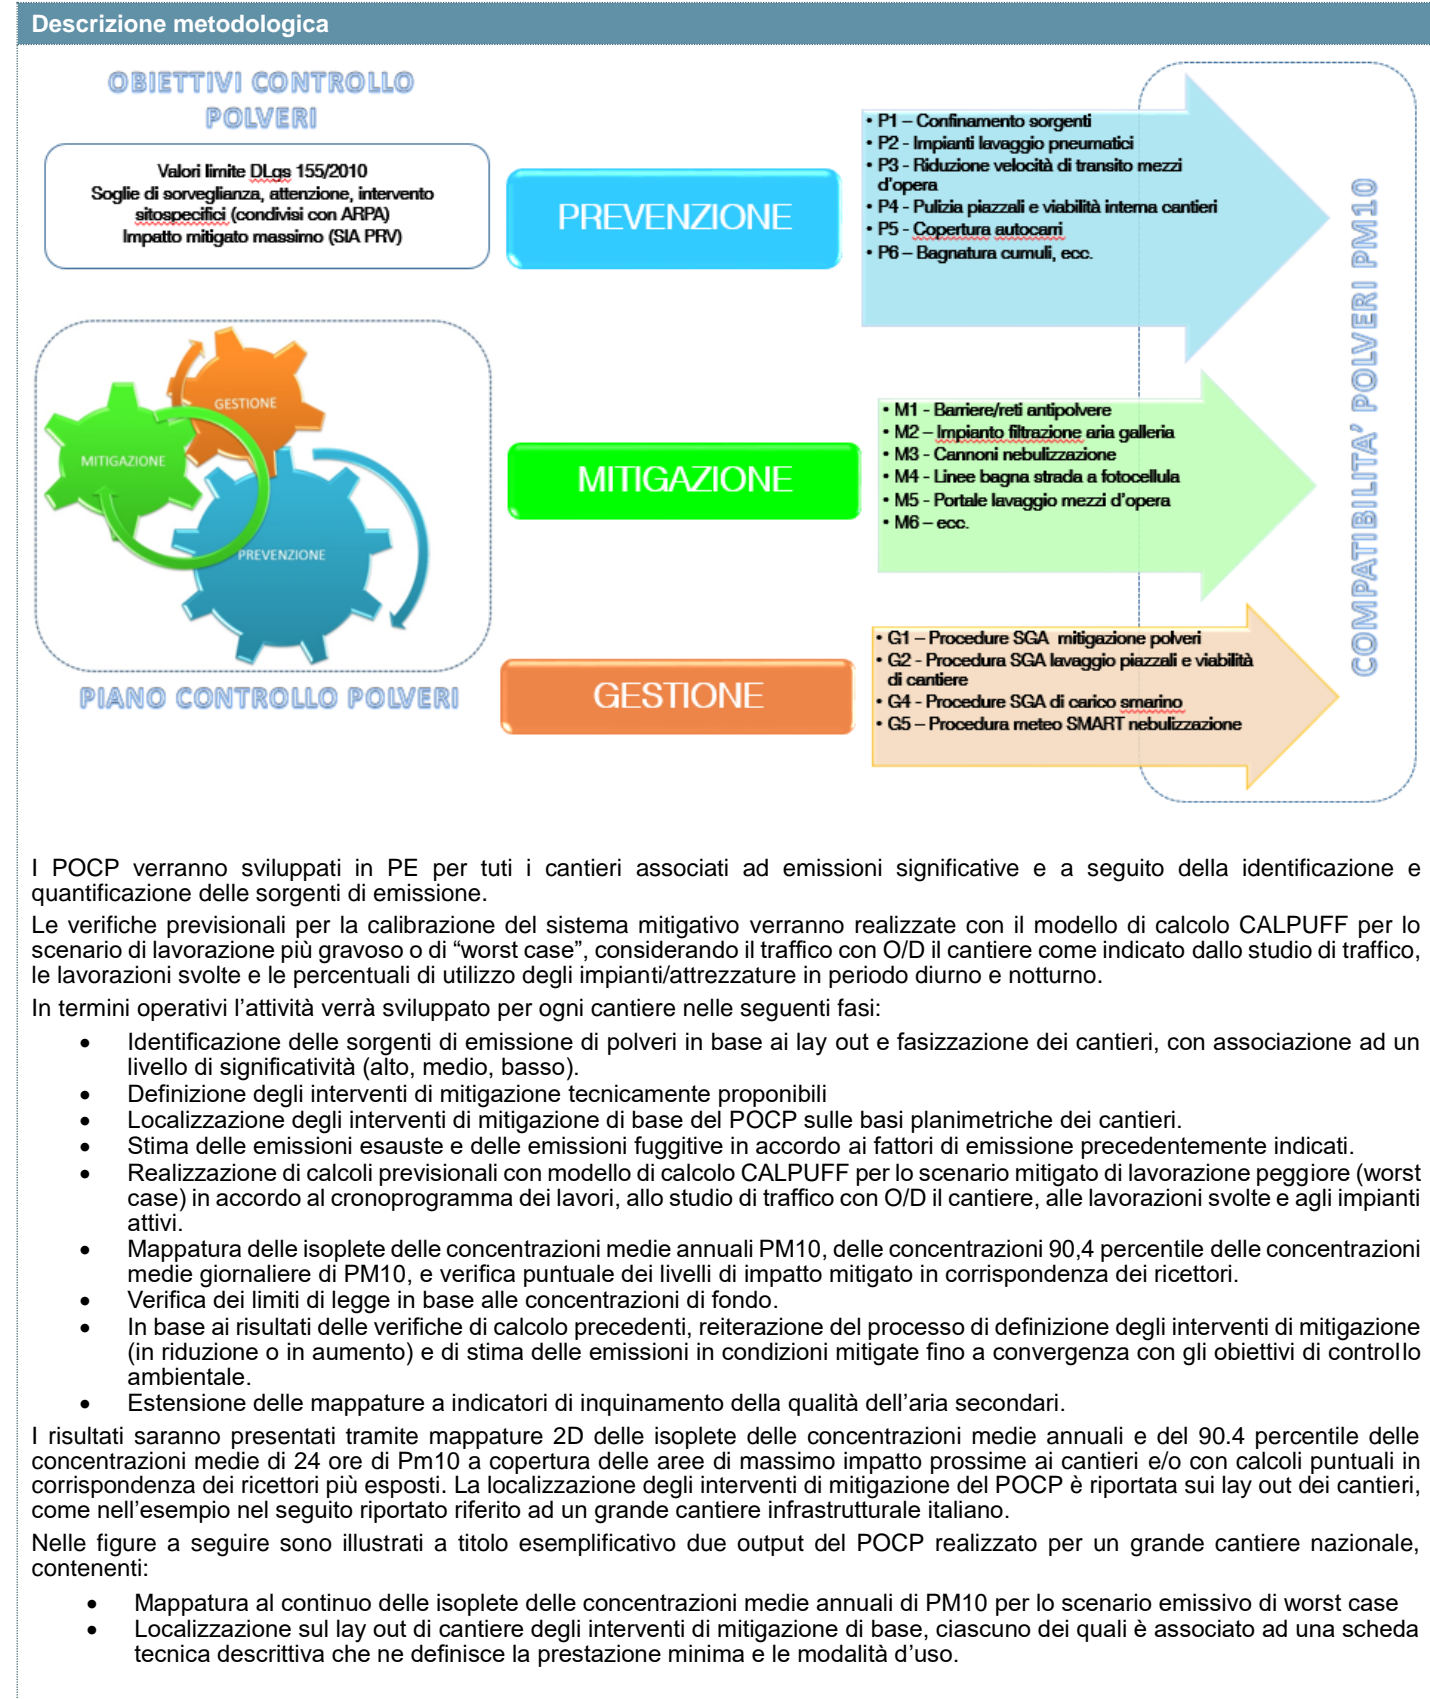 Descrizione metodologica
OBIETTIVI CONTROLLO
POLVERI
Valori limite DLgs 155/2010
Soglie di sorveglianza, attenzione, intervento
sitospecifici (condivisi con ARPA)
Impatto mitigato massimo (SIA PRV)
GESTIONE
MITIGAZIONE
PREVENZIONE
PIANO CONTROLLO POLVERI
PREVENZIONE
• P1 – Confinamento sorgenti
• P2 - Impianti lavaggio pneumatici
• P3 - Riduzione velocità di transito mezzi
d'opera
• P4 - Pulizia piazzali e viabilità interna cantieri
• P5 - Copertura autocarri
• P6 – Bagnatura cumuli, ecc.
MITIGAZIONE
• M1 - Barriere/reti antipolvere
• M2 – Impianto filtrazione aria galleria
• M3 - Cannoni nebulizzazione
• M4 - Linee bagna strada a fotocellula
• M5 - Portale lavaggio mezzi d'opera
• M6 – ecc.
GESTIONE
• G1 – Procedure SGA mitigazione polveri
• G2 - Procedura SGA lavaggio piazzali e viabilità
di cantiere
• G4 - Procedure SGA di carico smarino
• G5 – Procedura meteo SMART nebulizzazione
COMPATIBILITA' POLVERI PM10
I POCP verranno sviluppati in PE per tuti i cantieri associati ad emissioni significative e a seguito della identificazione e
quantificazione delle sorgenti di emissione.
Le verifiche previsionali per la calibrazione del sistema mitigativo verranno realizzate con il modello di calcolo CALPUFF per lo
scenario di lavorazione più gravoso o di “worst case”, considerando il traffico con O/D il cantiere come indicato dallo studio di traffico,
le lavorazioni svolte e le percentuali di utilizzo degli impianti/attrezzature in periodo diurno e notturno.
In termini operativi l’attività verrà sviluppato per ogni cantiere nelle seguenti fasi:
• Identificazione delle sorgenti di emissione di polveri in base ai lay out e fasizzazione dei cantieri, con associazione ad un
livello di significatività (alto, medio, basso).
• Definizione degli interventi di mitigazione tecnicamente proponibili
• Localizzazione degli interventi di mitigazione di base del POCP sulle basi planimetriche dei cantieri.
• Stima delle emissioni esauste e delle emissioni fuggitive in accordo ai fattori di emissione precedentemente indicati.
• Realizzazione di calcoli previsionali con modello di calcolo CALPUFF per lo scenario mitigato di lavorazione peggiore (worst
case) in accordo al cronoprogramma dei lavori, allo studio di traffico con O/D il cantiere, alle lavorazioni svolte e agli impianti
attivi.
• Mappatura delle isoplete delle concentrazioni medie annuali PM10, delle concentrazioni 90,4 percentile delle concentrazioni
medie giornaliere di PM10, e verifica puntuale dei livelli di impatto mitigato in corrispondenza dei ricettori.
• Verifica dei limiti di legge in base alle concentrazioni di fondo.
• In base ai risultati delle verifiche di calcolo precedenti, reiterazione del processo di definizione degli interventi di mitigazione
(in riduzione o in aumento) e di stima delle emissioni in condizioni mitigate fino a convergenza con gli obiettivi di controllo
ambientale.
• Estensione delle mappature a indicatori di inquinamento della qualità dell’aria secondari.
I risultati saranno presentati tramite mappature 2D delle isoplete delle concentrazioni medie annuali e del 90.4 percentile delle
concentrazioni medie di 24 ore di Pm10 a copertura delle aree di massimo impatto prossime ai cantieri e/o con calcoli puntuali in
corrispondenza dei ricettori più esposti. La localizzazione degli interventi di mitigazione del POCP è riportata sui lay out dei cantieri,
come nell’esempio nel seguito riportato riferito ad un grande cantiere infrastrutturale italiano.
Nelle figure a seguire sono illustrati a titolo esemplificativo due output del POCP realizzato per un grande cantiere nazionale,
contenenti:
• Mappatura al continuo delle isoplete delle concentrazioni medie annuali di PM10 per lo scenario emissivo di worst case
• Localizzazione sul lay out di cantiere degli interventi di mitigazione di base, ciascuno dei quali è associato ad una scheda
tecnica descrittiva che ne definisce la prestazione minima e le modalità d’uso.